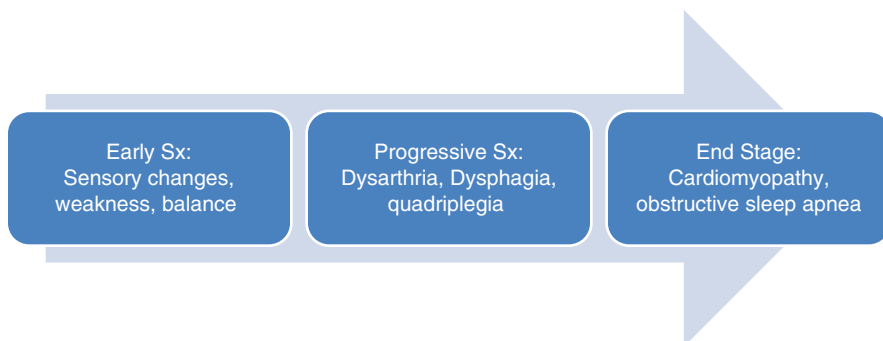 Early Sx:
Sensory changes,
weakness, balance
Progressive Sx:
Dysarthria, Dysphagia,
quadriplegia
End Stage:
Cardiomyopathy,
obstructive sleep apnea